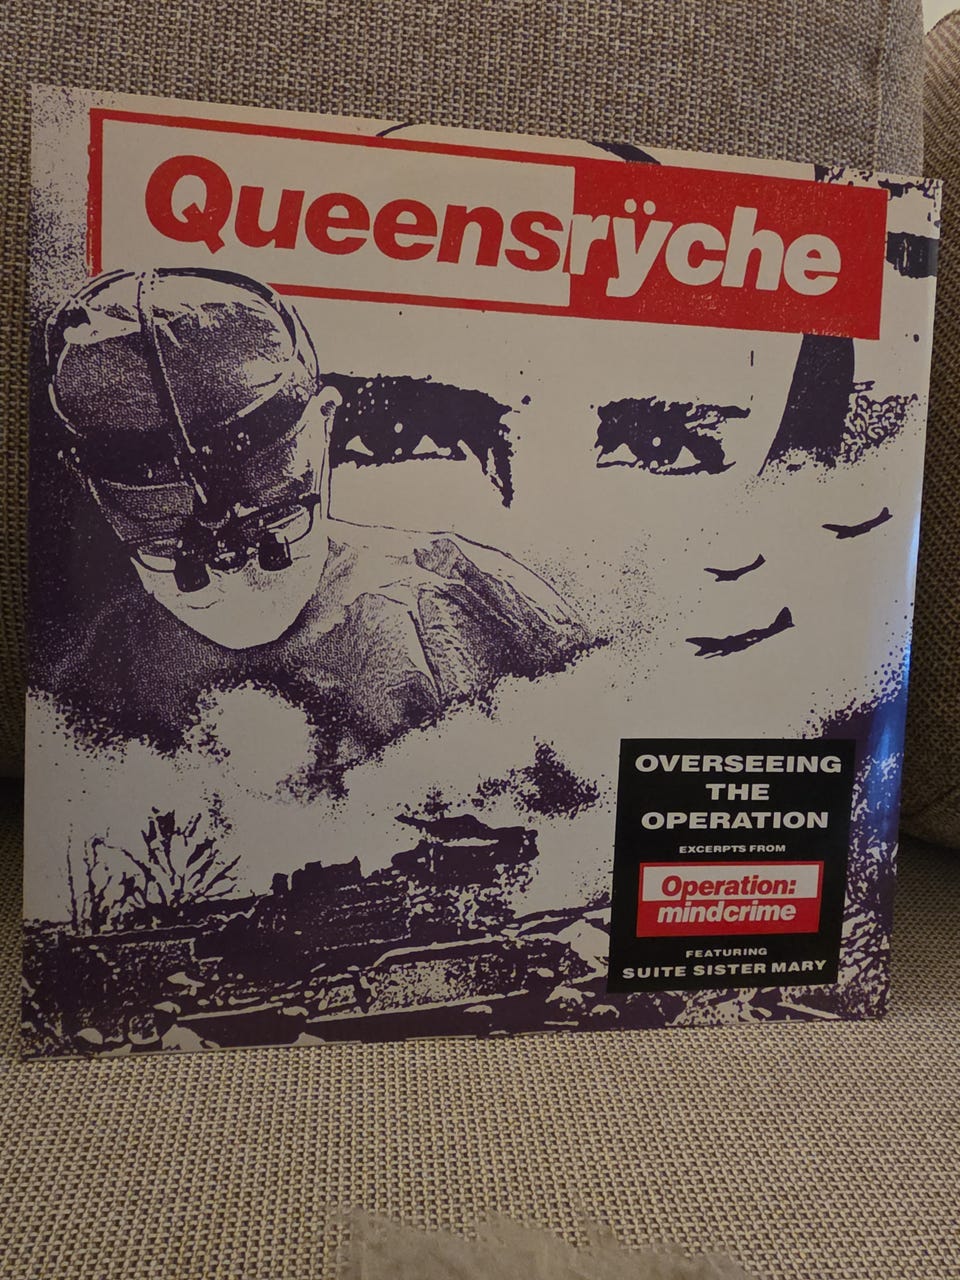 Queensrÿche
OVERSEEING
THE
OPERATION
EXCERPTS FROM
Operation:
mindcrime
FEATURING
SUITE SISTER MARY